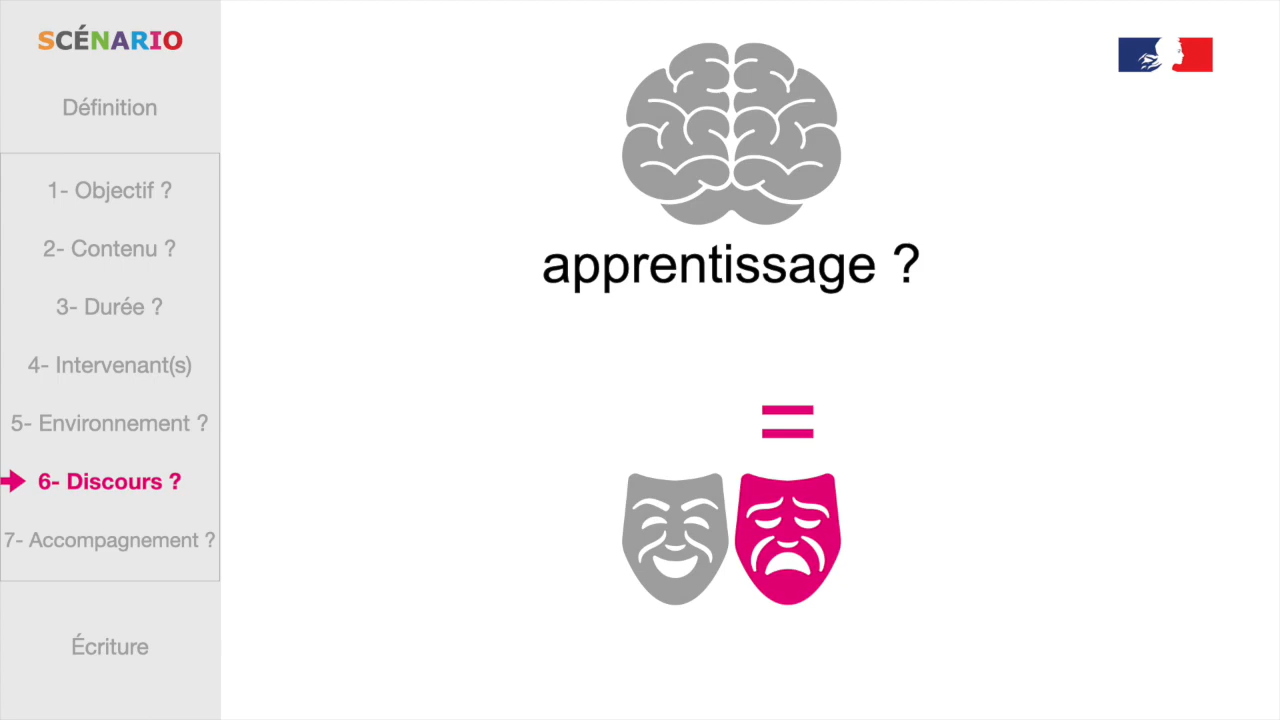 SCÉNARIO
Définition
1- Objectif ?
2- Contenu ?
3- Durée ?
4- Intervenant(s)
5- Environnement ?
6- Discours ?
7- Accompagnement ?
Écriture
apprentissage ?
=